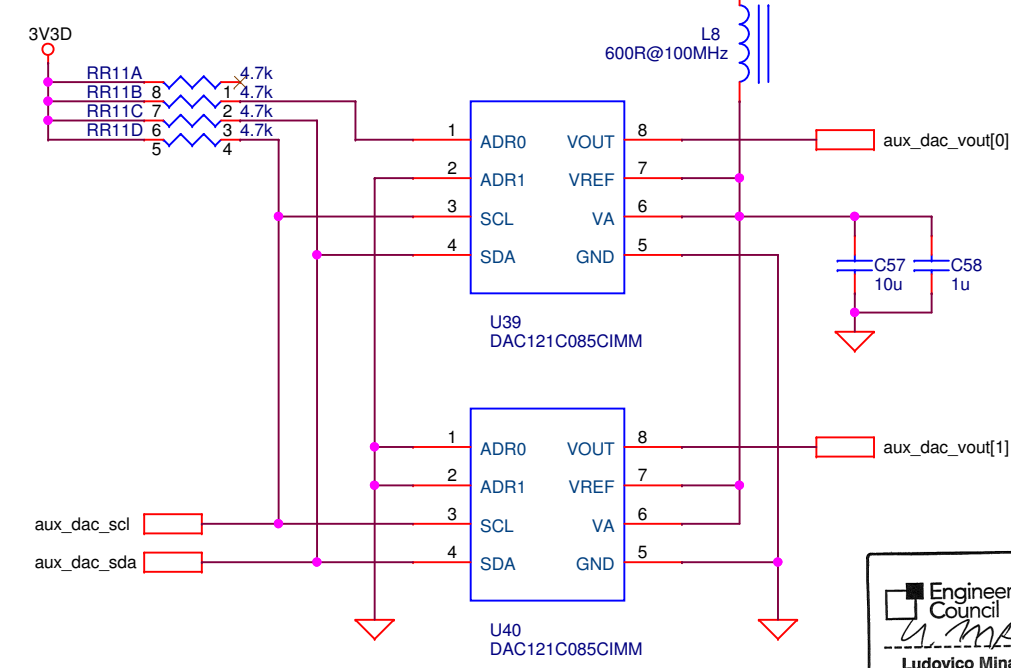 3V3D
L8
600R@100MHz
RR11A 4.7k
RR11B 8 1 4.7k
RR11C 7 2 4.7k
RR11D 6 3 4.7k
5 4
1 ADR0 VOUT 8 aux_dac_vout[0]
2 ADR1 VREF 7
3 SCL VA 6
4 SDA GND 5
C57 C58
10u 1u
U39
DAC121C085CIMM
1 ADR0 VOUT 8 aux_dac_vout[1]
2 ADR1 VREF 7
aux_dac_scl 3 SCL VA 6
aux_dac_sda 4 SDA GND 5
U40
DAC121C085CIMM
Council
Ludovico